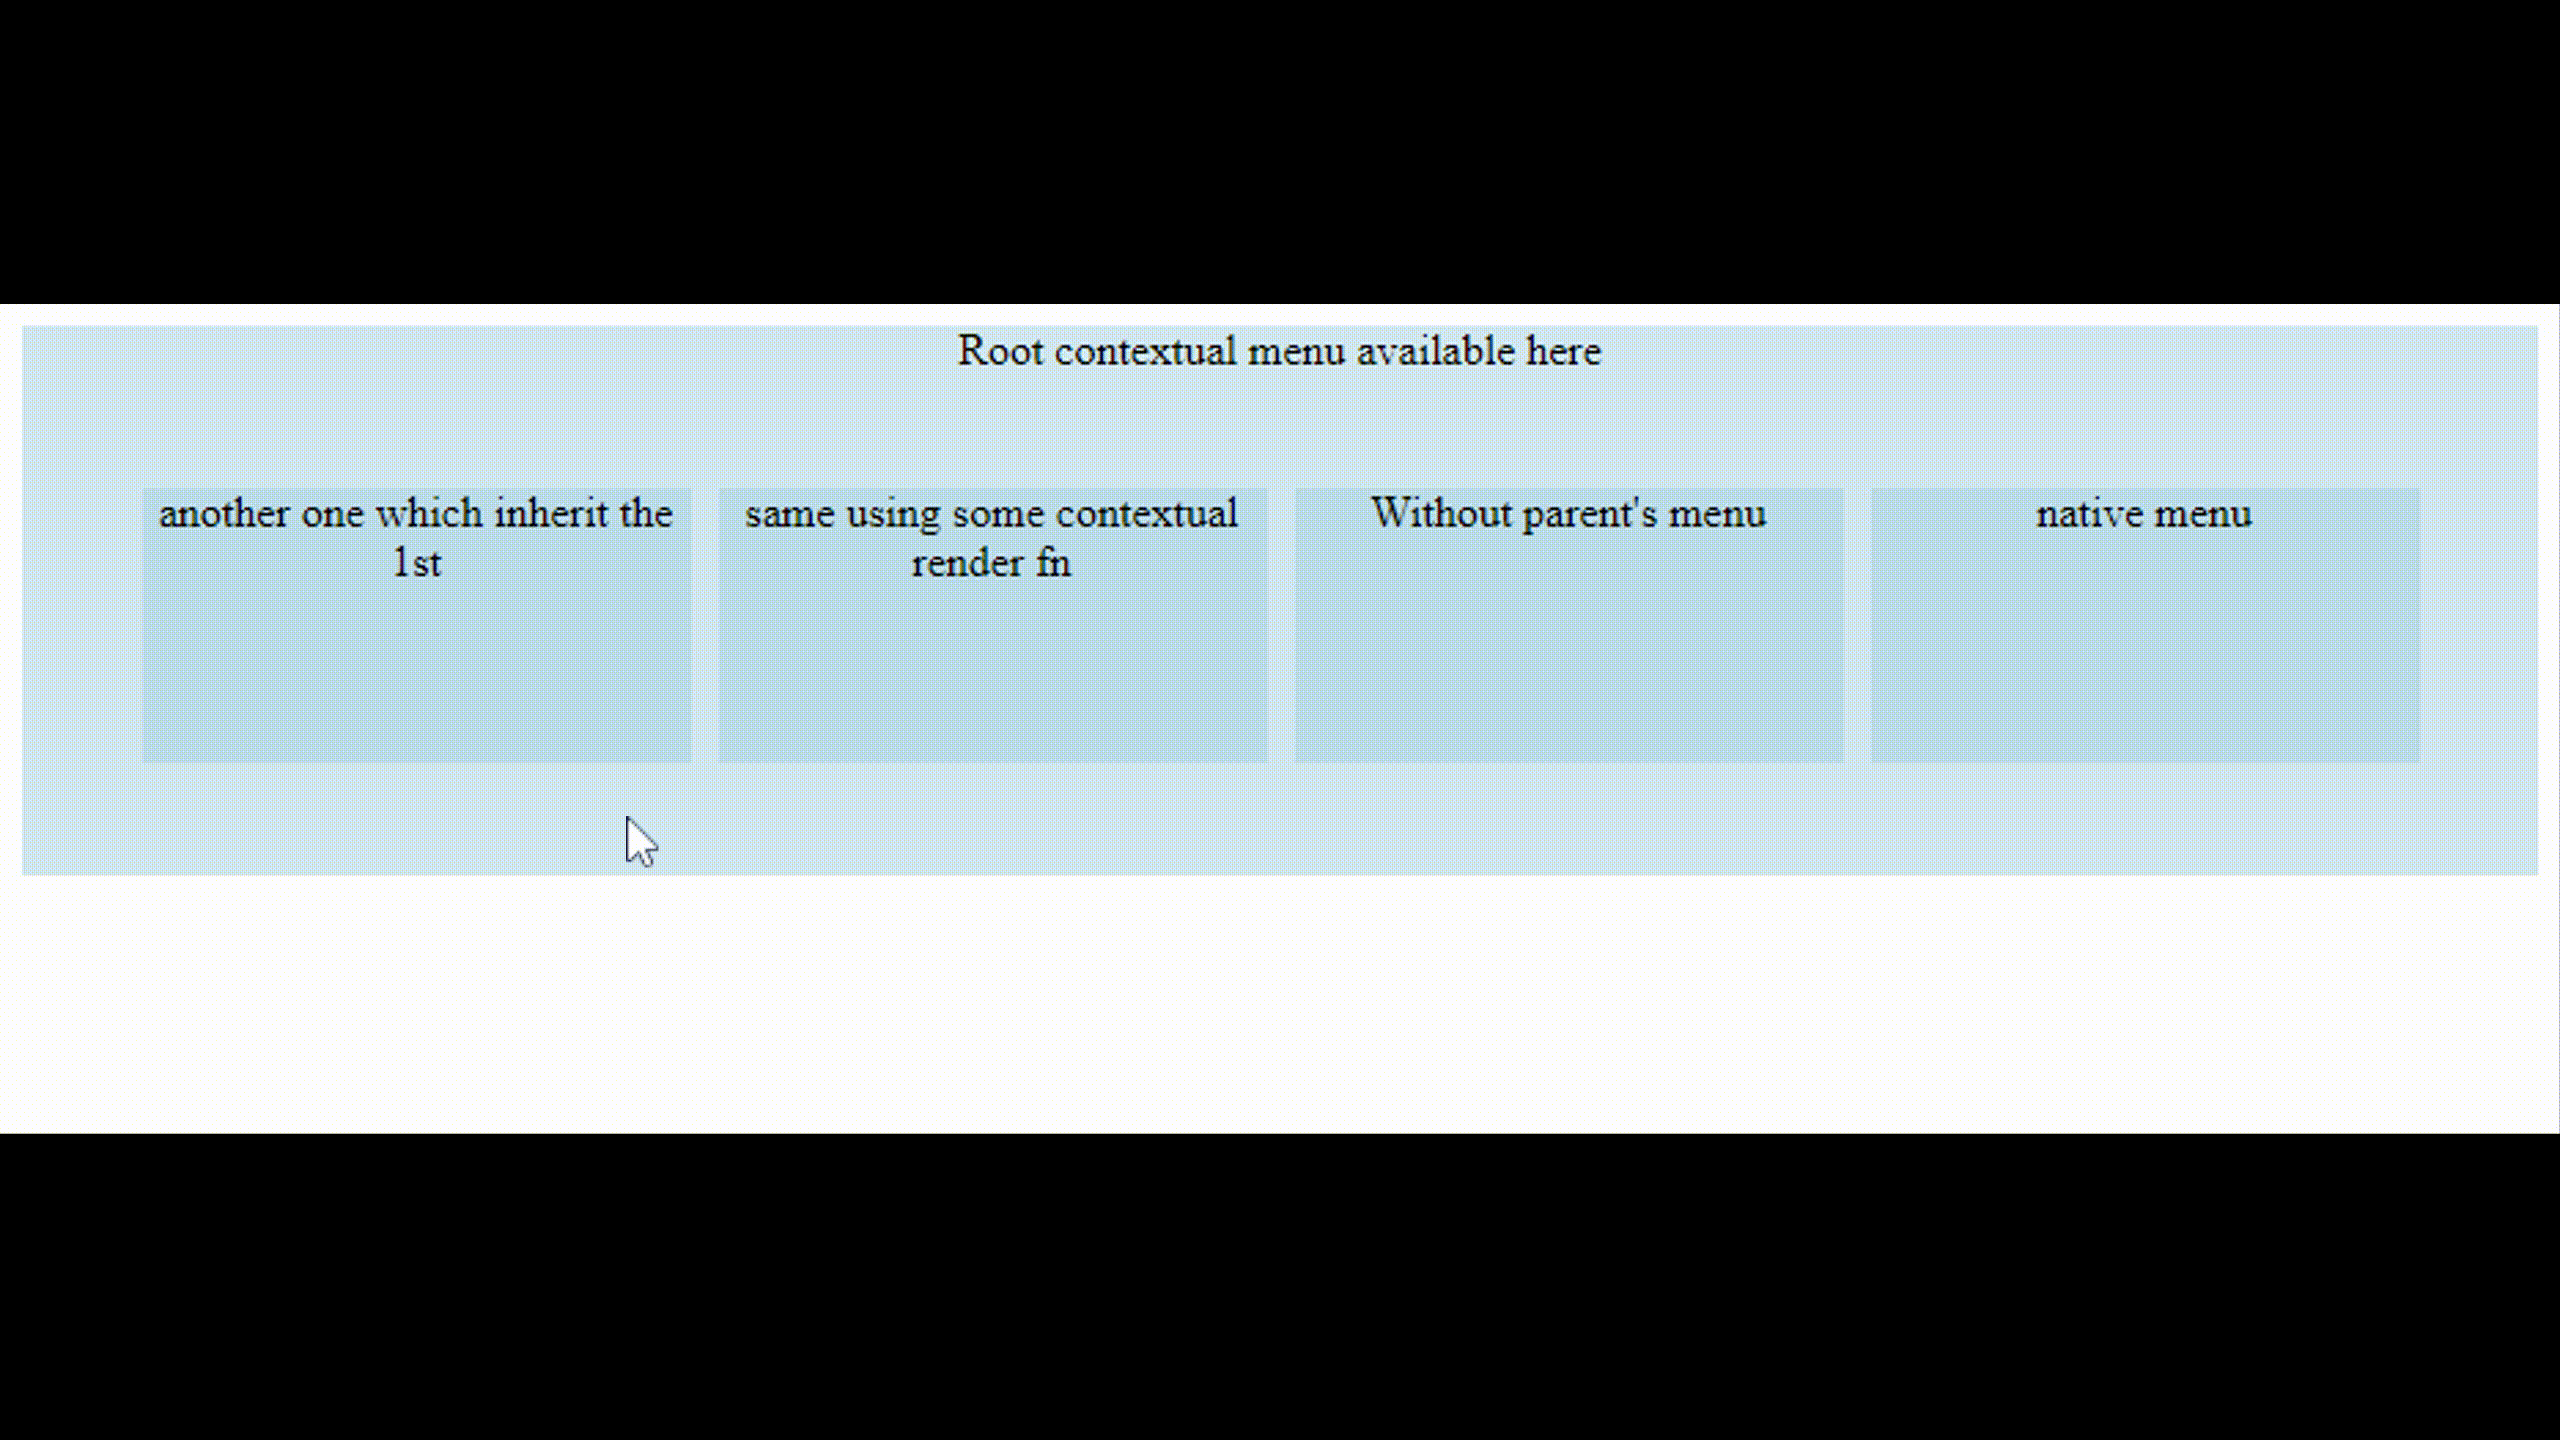 Root contextual menu available here
another one which inherit the
1st
same using some contextual
render fn
Without parent's menu
native menu